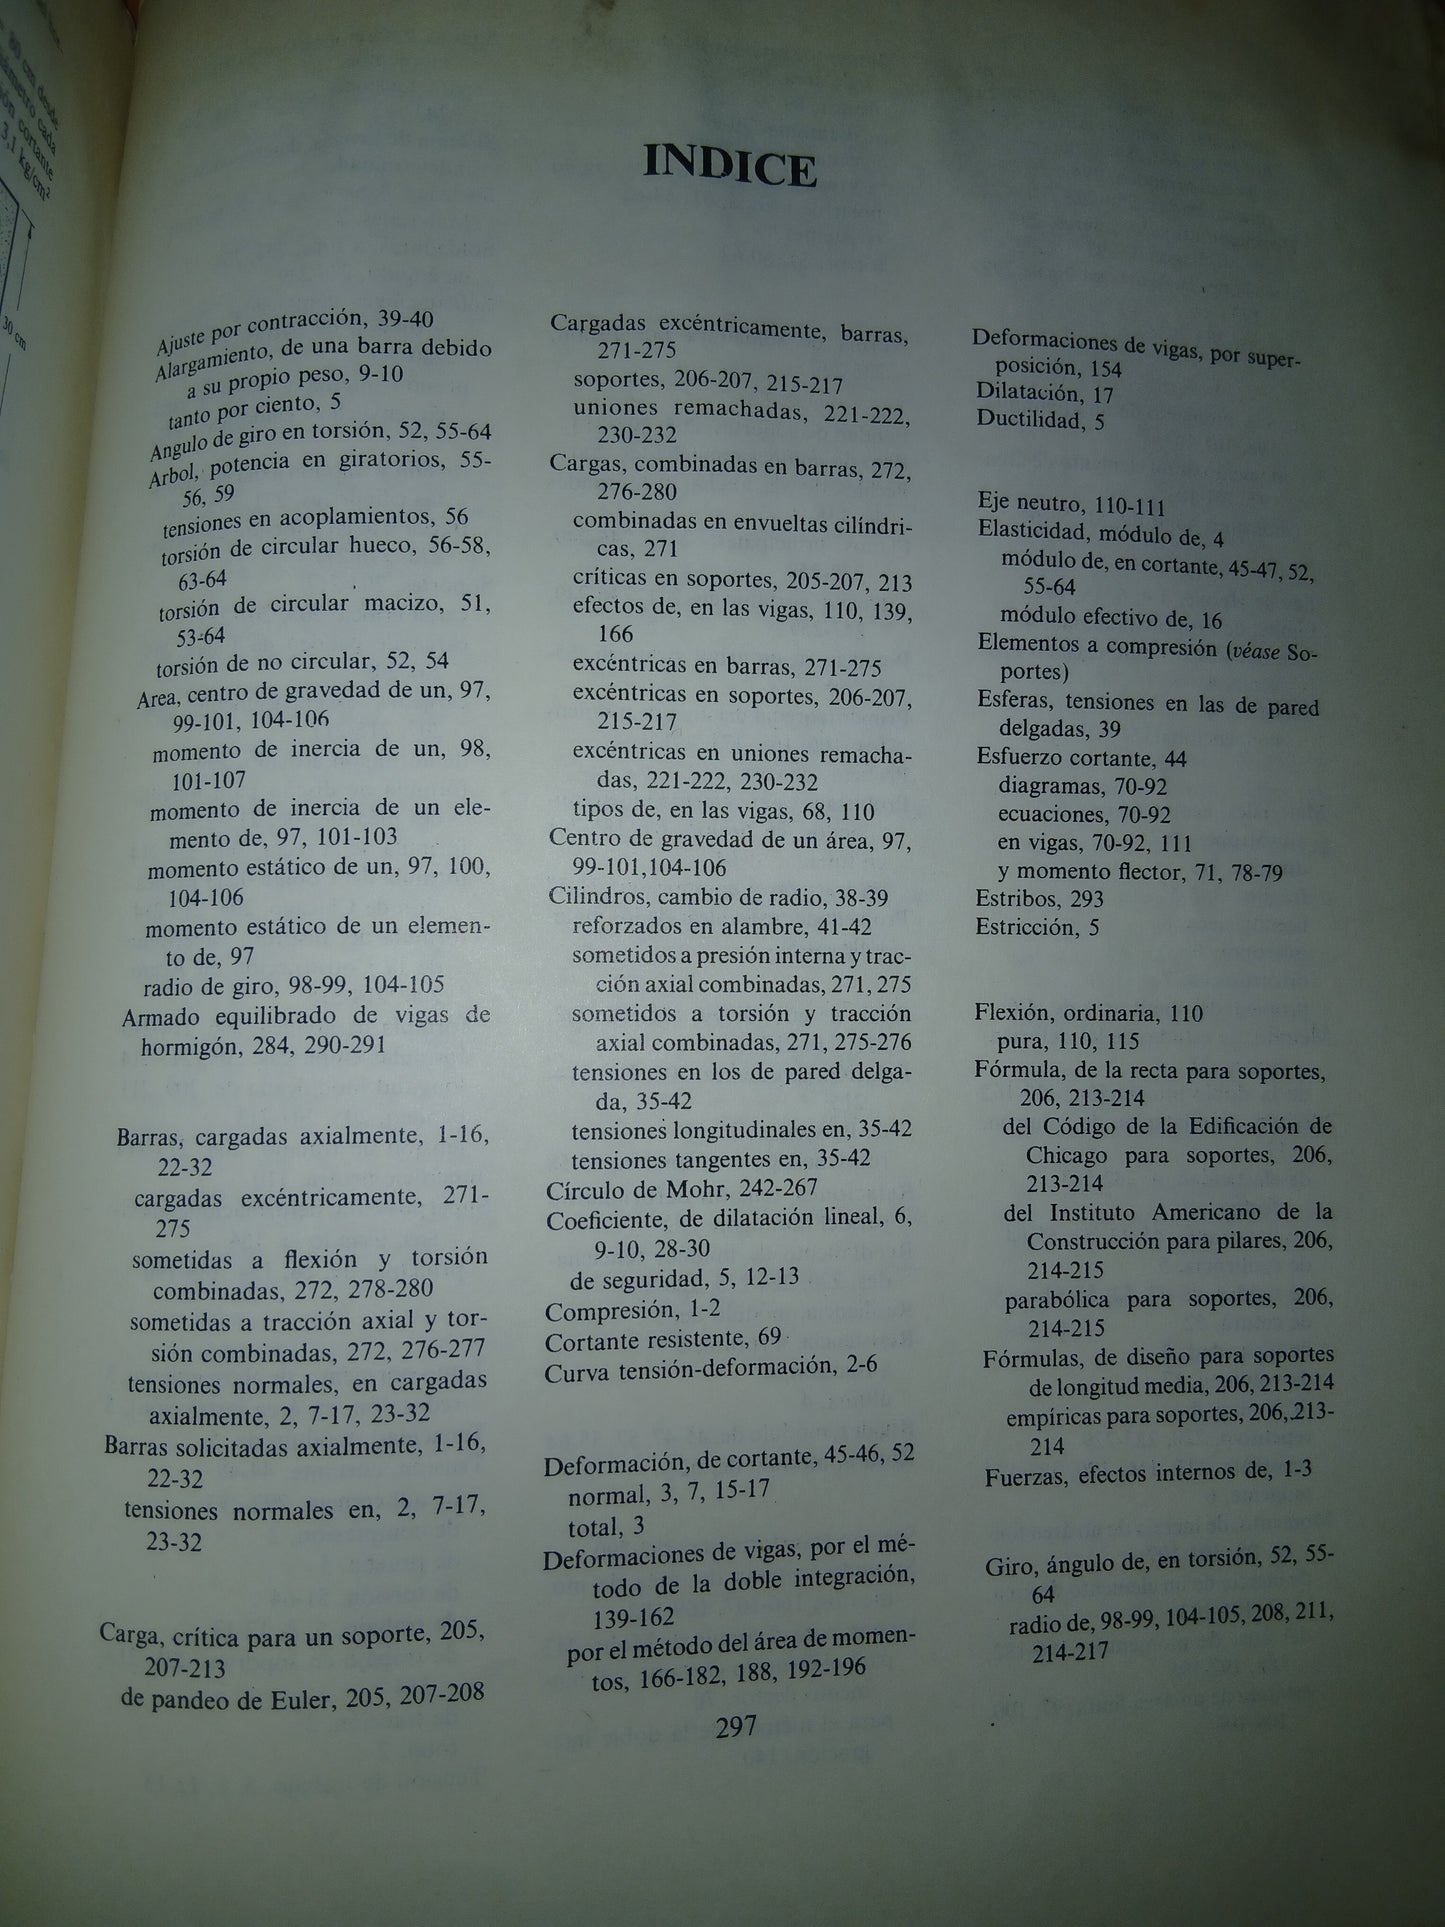 80 cm desde
cada
cortante
3,1 kg/cm²
30 cm
INDICE
Ajuste por contracción, 39-40
Alargamiento, de una barra debido
a su propio peso, 9-10
tanto por ciento, 5
Angulo de giro en torsión, 52, 55-64
Arbol, potencia en giratorios, 55-
56, 59
tensiones en acoplamientos, 56
torsión de circular hueco, 56-58,
63-64
torsión de circular macizo, 51,
53-64
torsión de no circular, 52, 54
Area, centro de gravedad de un, 97,
99-101, 104-106
momento de inercia de un, 98,
101-107
momento de inercia de un ele-
mento de, 97, 101-103
momento estático de un, 97, 100,
104-106
momento estático de un elemen-
to de, 97
radio de giro, 98-99, 104-105
Armado equilibrado de vigas de
hormigón, 284, 290-291
Barras, cargadas axialmente, 1-16,
22-32
cargadas excéntricamente, 271-
275
sometidas a flexión y torsión
combinadas, 272, 278-280
sometidas a tracción axial y tor-
sión combinadas, 272, 276-277
tensiones normales, en cargadas
axialmente, 2, 7-17, 23-32
Barras solicitadas axialmente, 1-16,
22-32
tensiones normales en, 2, 7-17,
23-32
Carga, crítica para un soporte, 205,
207-213
de pandeo de Euler, 205, 207-208
Cargadas excéntricamente, barras,
271-275
soportes, 206-207, 215-217
uniones remachadas, 221-222,
230-232
Cargas, combinadas en barras, 272,
276-280
combinadas en envueltas cilíndri-
cas, 271
críticas en soportes, 205-207, 213
efectos de, en las vigas, 110, 139,
166
excéntricas en barras, 271-275
excéntricas en soportes, 206-207,
215-217
excéntricas en uniones remacha-
das, 221-222, 230-232
tipos de, en las vigas, 68, 110
Centro de gravedad de un área, 97,
99-101,104-106
Cilindros, cambio de radio, 38-39
reforzados en alambre, 41-42
sometidos a presión interna y trac-
ción axial combinadas, 271, 275
sometidos a torsión y tracción
axial combinadas, 271, 275-276
tensiones en los de pared delga-
da, 35-42
tensiones longitudinales en, 35-42
tensiones tangentes en, 35-42
Círculo de Mohr, 242-267
Coeficiente, de dilatación lineal, 6,
9-10, 28-30
de seguridad, 5, 12-13
Compresión, 1-2
Cortante resistente, 69
Curva tensión-deformación, 2-6
Deformación, de cortante, 45-46, 52
normal, 3, 7, 15-17
total, 3
Deformaciones de vigas, por el mé-
todo de la doble integración,
139-162
por el método del área de momen-
tos, 166-182, 188, 192-196
Deformaciones de vigas, por super-
posición, 154
Dilatación, 17
Ductilidad, 5
Eje neutro, 110-111
Elasticidad, módulo de, 4
módulo de, en cortante, 45-47, 52,
55-64
módulo efectivo de, 16
Elementos a compresión (véase So-
portes)
Esferas, tensiones en las de pared
delgadas, 39
Esfuerzo cortante, 44
diagramas, 70-92
ecuaciones, 70-92
en vigas, 70-92, 111
y momento flector, 71, 78-79
Estribos, 293
Estricción, 5
Flexión, ordinaria, 110
pura, 110, 115
Fórmula, de la recta para soportes,
206, 213-214
del Código de la Edificación de
Chicago para soportes, 206,
213-214
del Instituto Americano de la
Construcción para pilares, 206,
214-215
parabólica para soportes, 206,
214-215
Fórmulas, de diseño para soportes
de longitud media, 206, 213-214
empíricas para soportes, 206, 213-
214
Fuerzas, efectos internos de, 1-3
Giro, ángulo de, en torsión, 52, 55-
64
radio de, 98-99, 104-105, 208, 211,
214-217
297